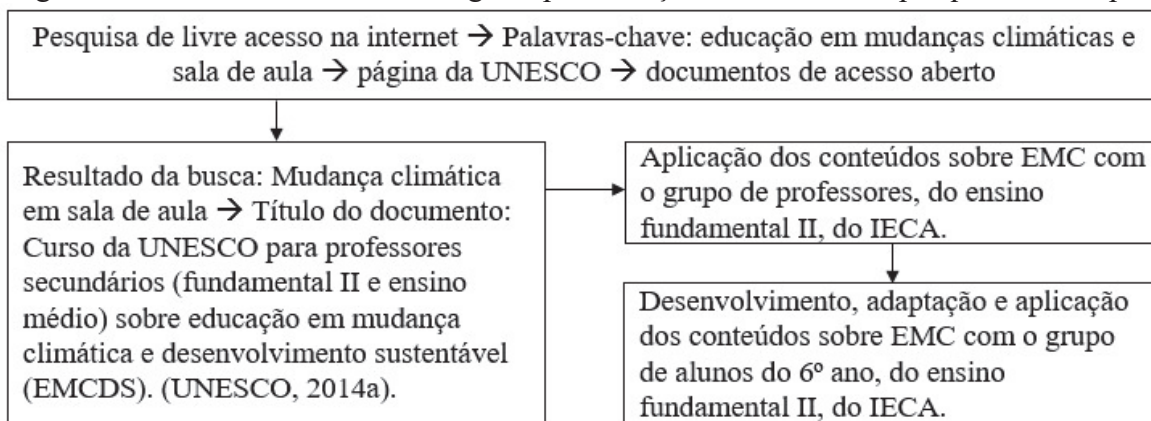 Pesquisa de livre acesso na internet → Palavras-chave: educação em mudanças climáticas e
sala de aula → página da UNESCO → documentos de acesso aberto
Resultado da busca: Mudança climática
em sala de aula → Título do documento:
Curso da UNESCO para professores
secundários (fundamental II e ensino
médio) sobre educação em mudança
climática e desenvolvimento sustentável
(EMCDS). (UNESCO, 2014a).
Aplicação dos conteúdos sobre EMC com
o grupo de professores, do ensino
fundamental II, do IECA.
Desenvolvimento, adaptação e aplicação
dos conteúdos sobre EMC com o grupo
de alunos do 6º ano, do ensino
fundamental II, do IECA.